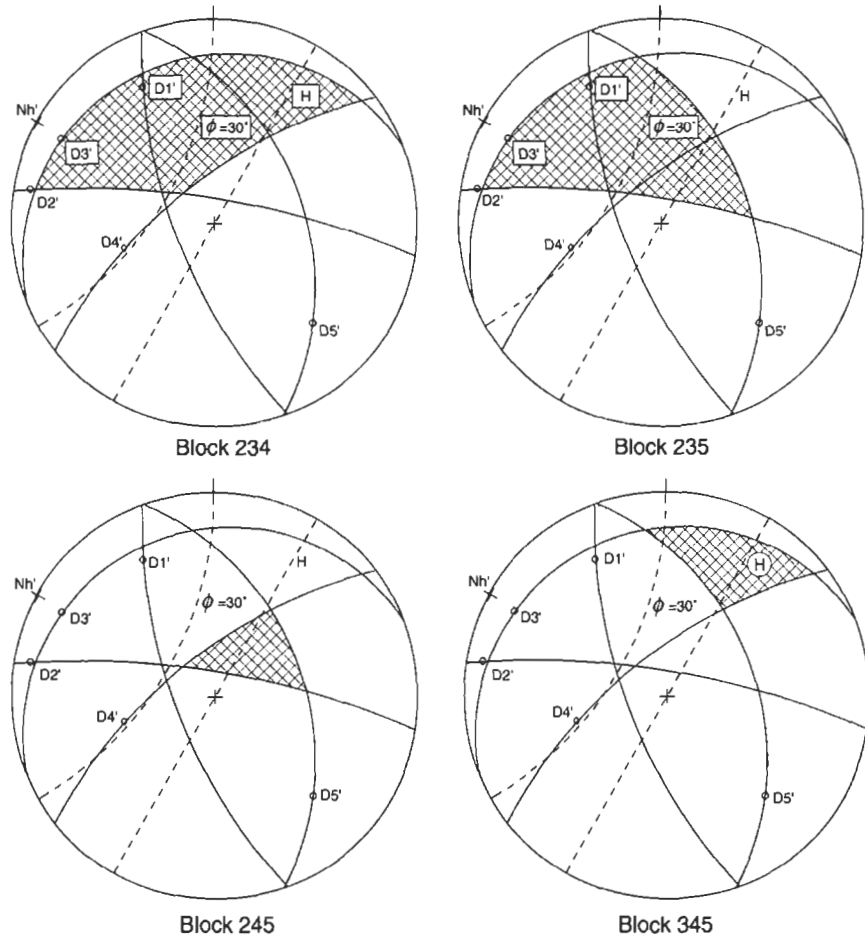 D1'
H
Nh'
ϕ =30°
D3'
D2'
D4'
D5'
Block 234
D1'
H
Nh'
ϕ =30°
D3'
D2'
D4'
D5'
Block 235
D1'
H
Nh'
ϕ =30°
D3'
D2'
D4'
D5'
Block 245
D1'
H
Nh'
ϕ =30°
D3'
D2'
D4'
D5'
Block 345